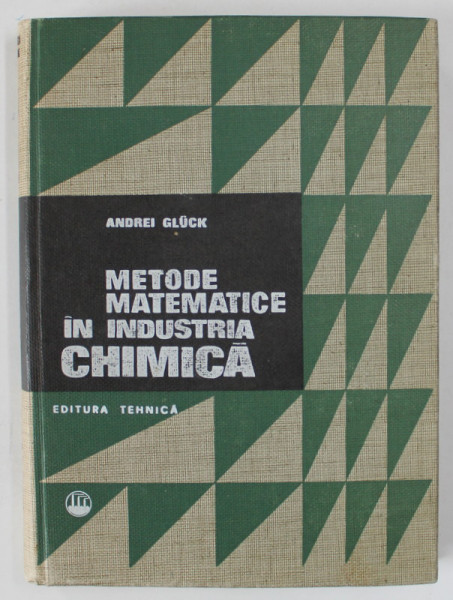 ANDREI GLÜCK
METODE
MATEMATICE
ÎN INDUSTRIA
CHIMICĂ
EDITURA TEHNICĂ